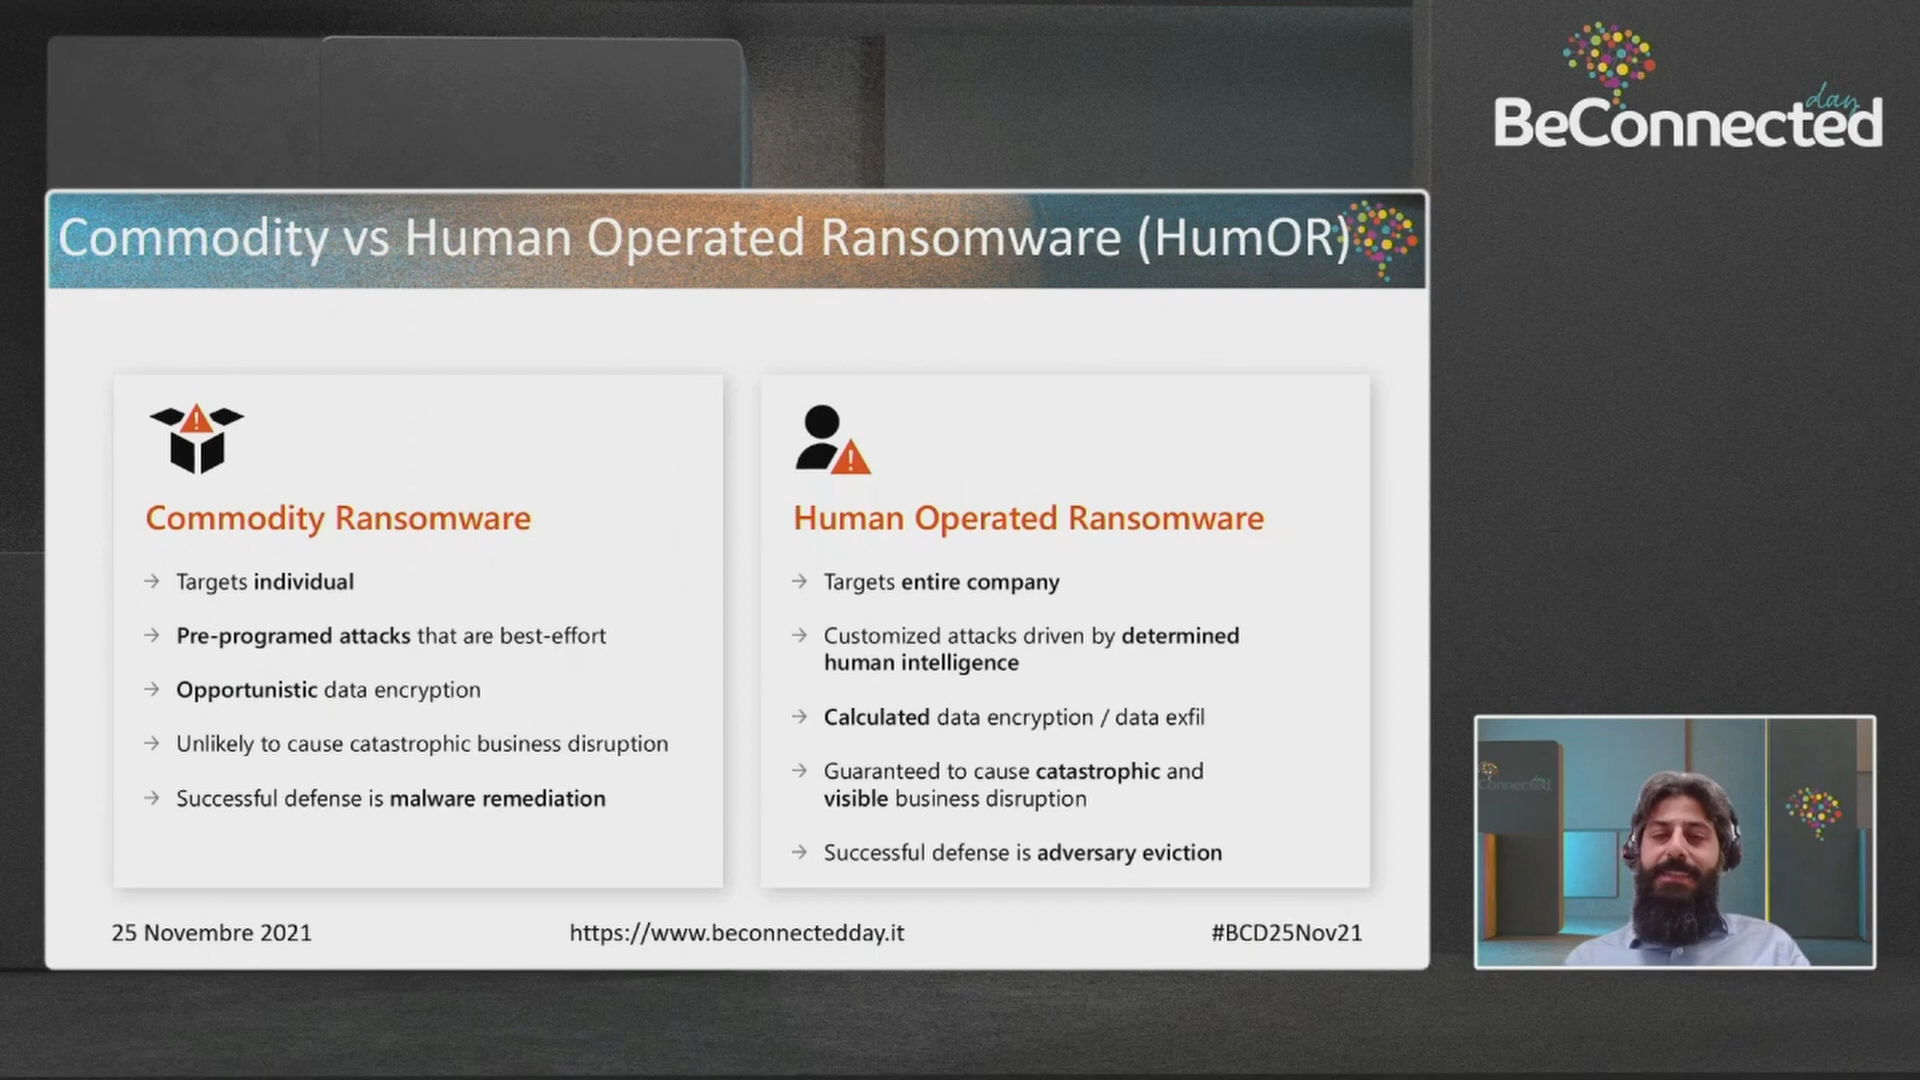 day
BeConnected
Commodity vs Human Operated Ransomware (HumOR)
Commodity Ransomware
Targets individual
Pre-programed attacks that are best-effort
Opportunistic data encryption
Unlikely to cause catastrophic business disruption
Successful defense is malware remediation
Human Operated Ransomware
Targets entire company
Customized attacks driven by determined
human intelligence
Calculated data encryption / data exfil
Guaranteed to cause catastrophic and
visible business disruption
Successful defense is adversary eviction
25 Novembre 2021
https://www.beconnectedday.it
#BCD25Nov21
Connected